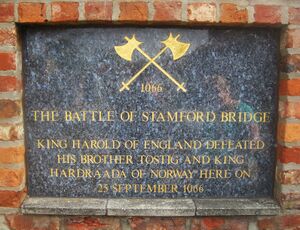 1066
THE BATTLE OF STAMFORD BRIDGE
KING HAROLD OF ENGLAND DEFEATED
HIS BROTHER TOSTIG AND KING
HARDRAADA OF NORWAY HERE ON
25 SEPTEMBER 1066